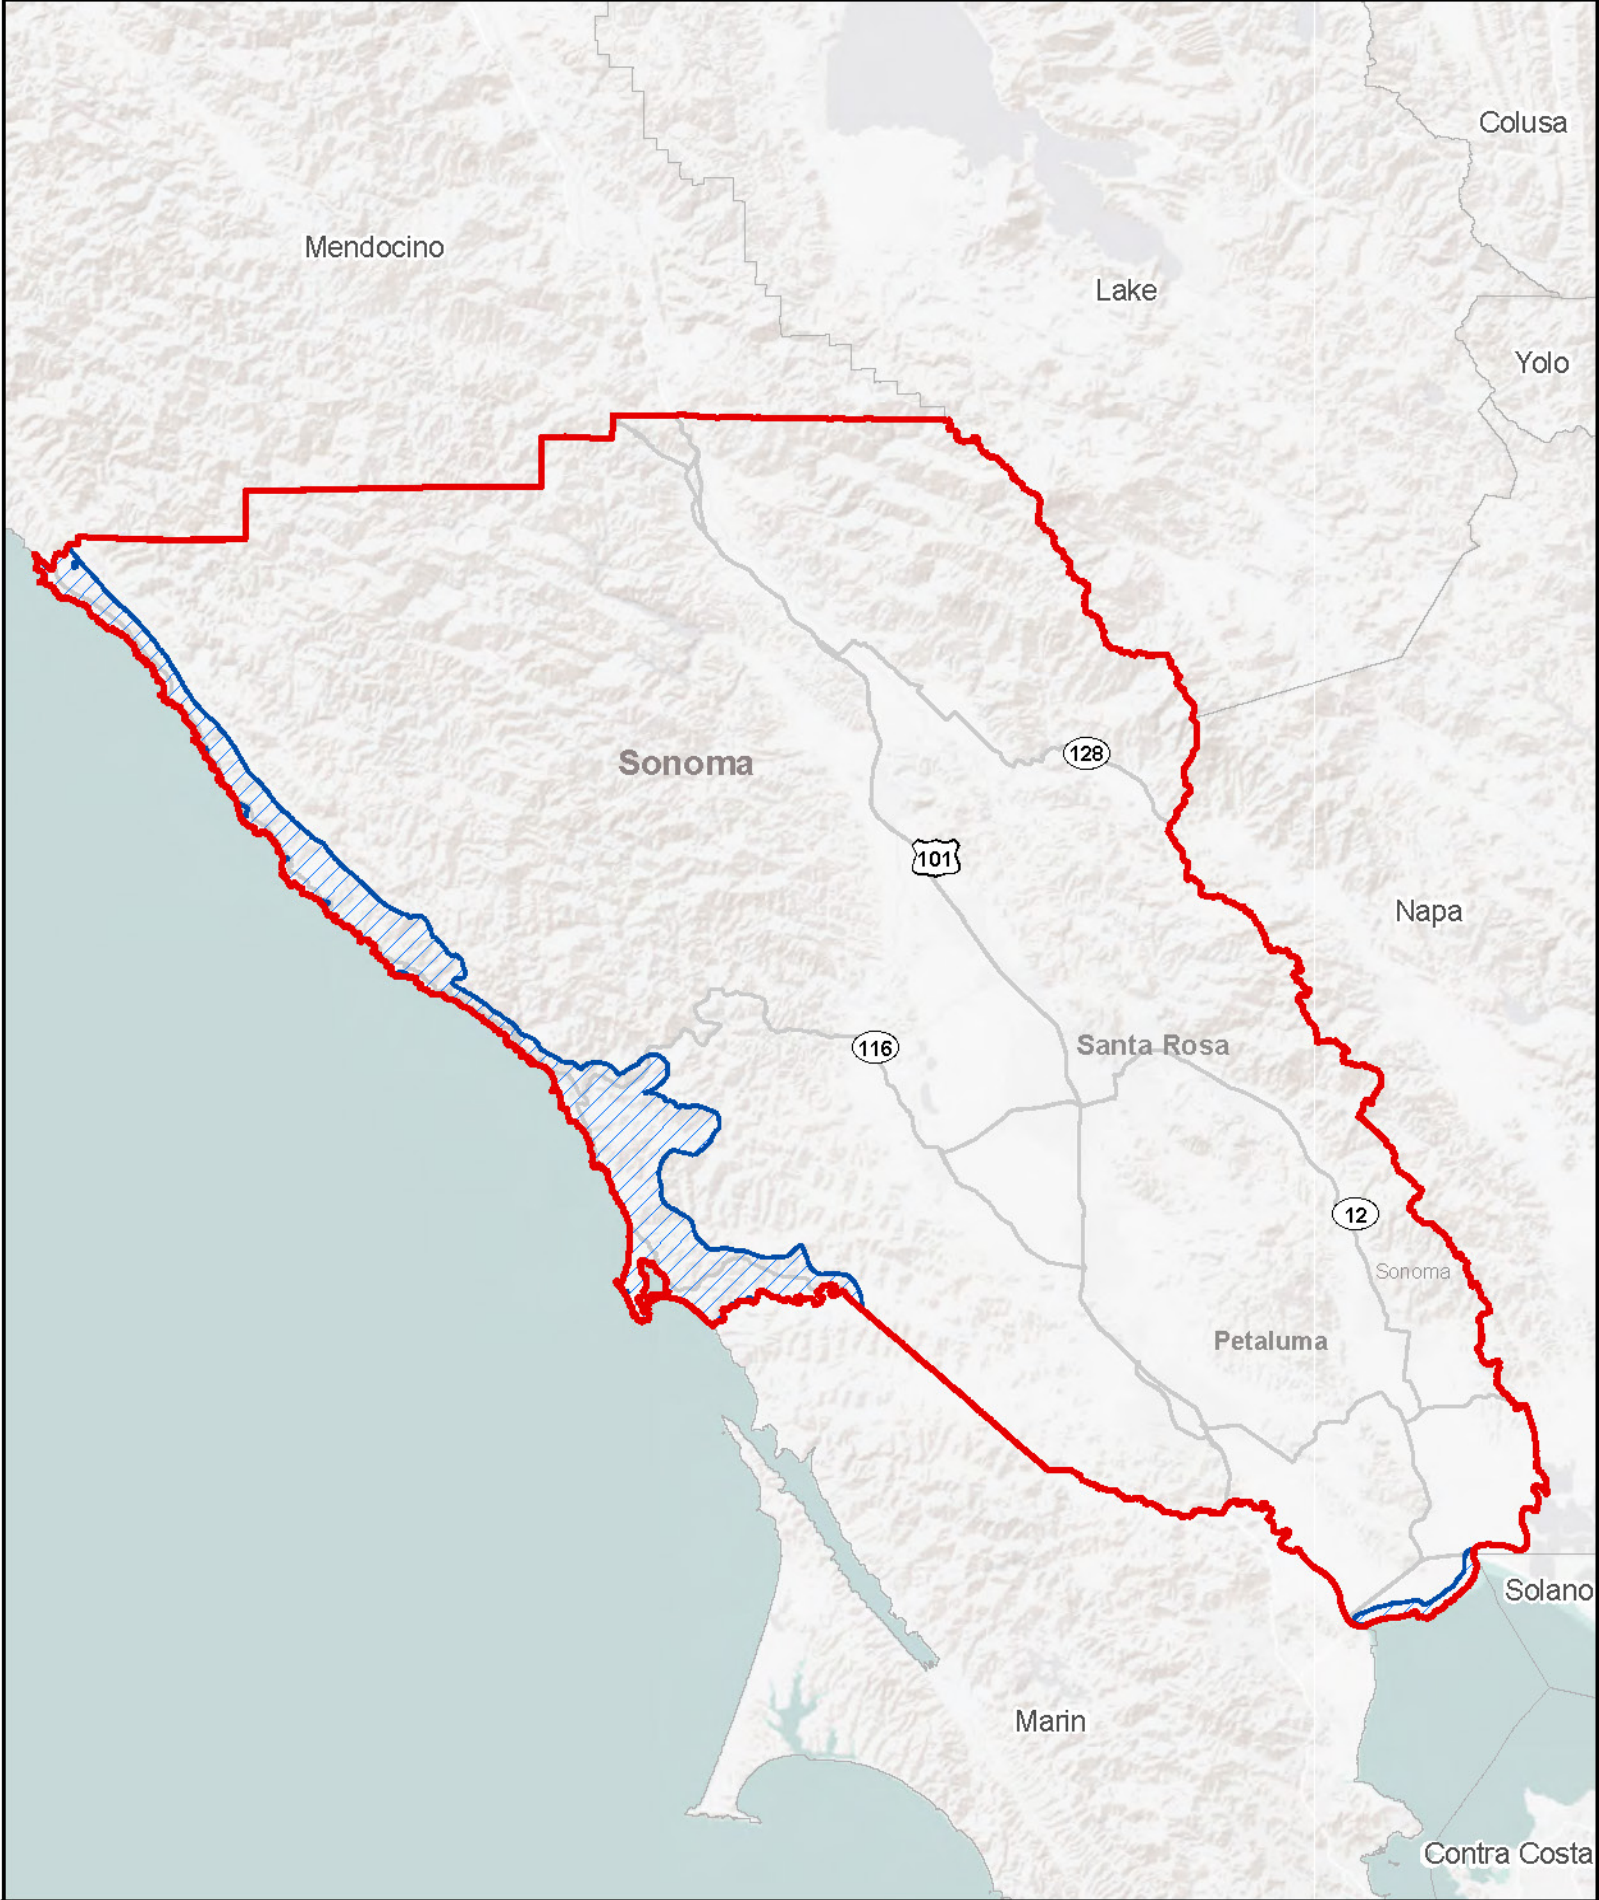 Colusa
Mendocino
Lake
Yolo
Sonoma
128
101
Napa
116
Santa Rosa
12
Sonoma
Petaluma
Solano
Marin
Contra Costa